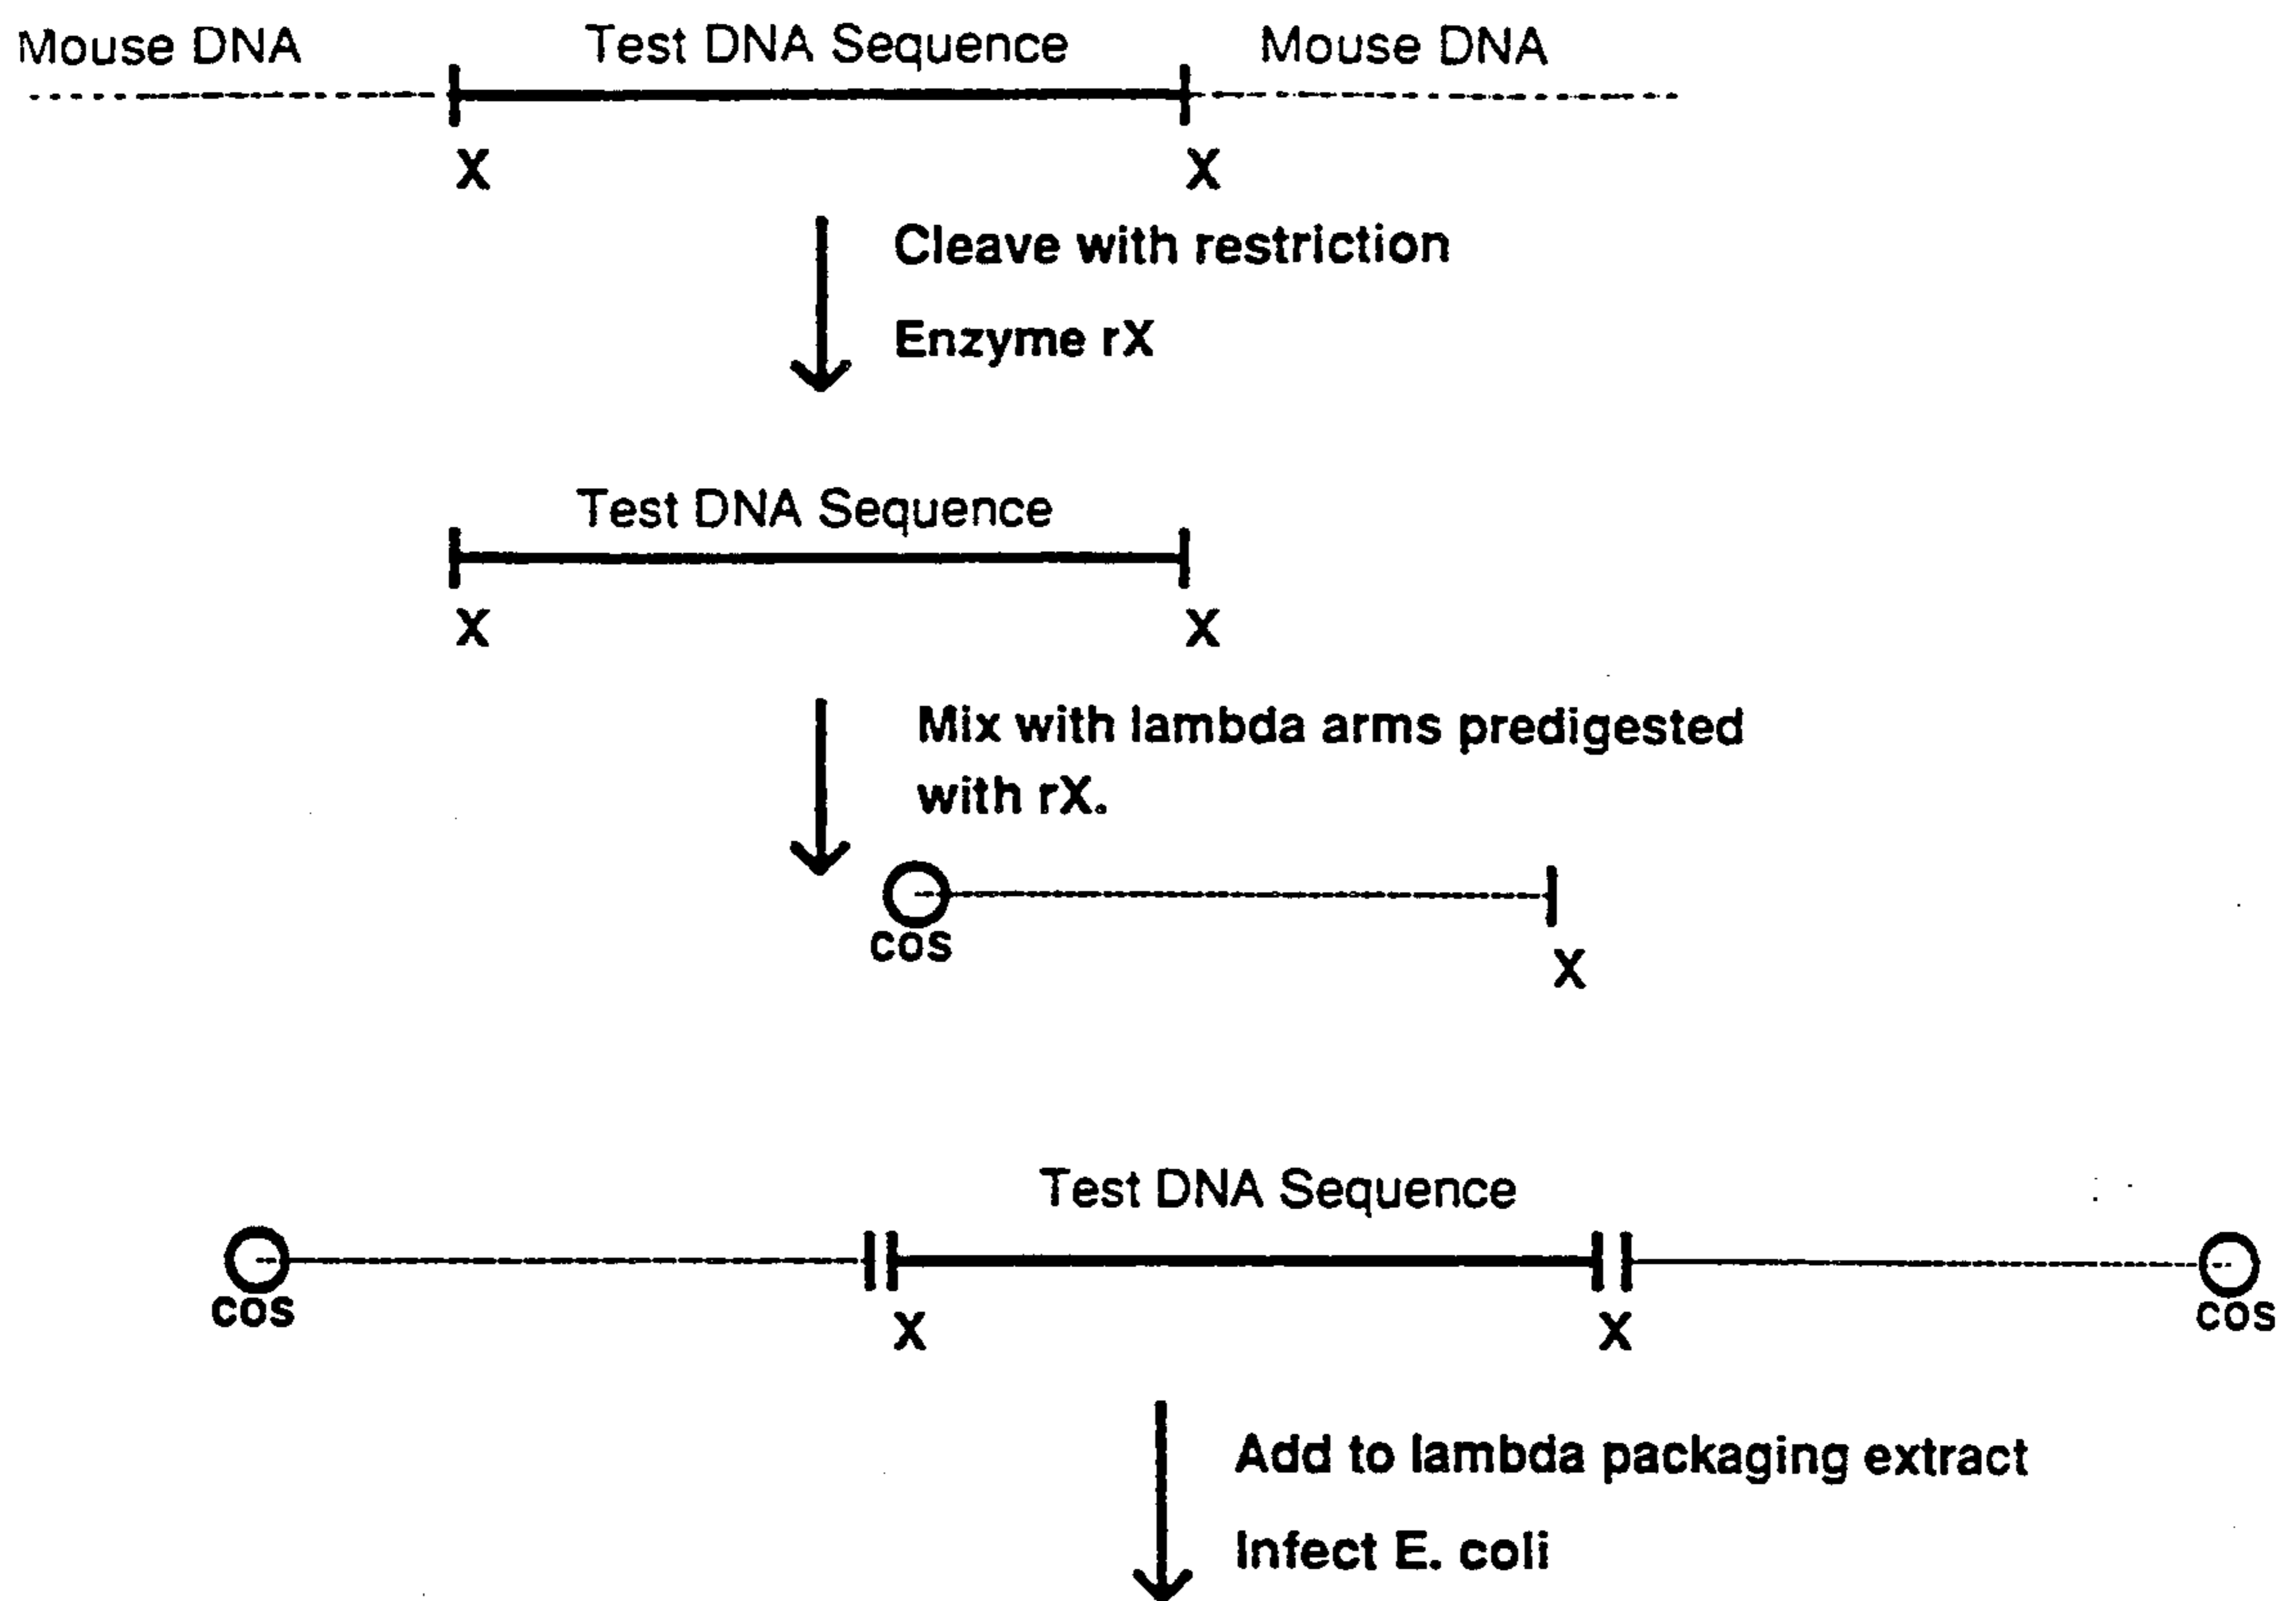 Mouse DNA Test DNA Sequence Mouse DNA
X X
Cleave with restriction
Enzyme rX
Test DNA Sequence
X X
Mix with lambda arms predigested
with rX.
cos
X
Test DNA Sequence
cos cos
X X
Add to lambda packaging extract
Infect E. coli